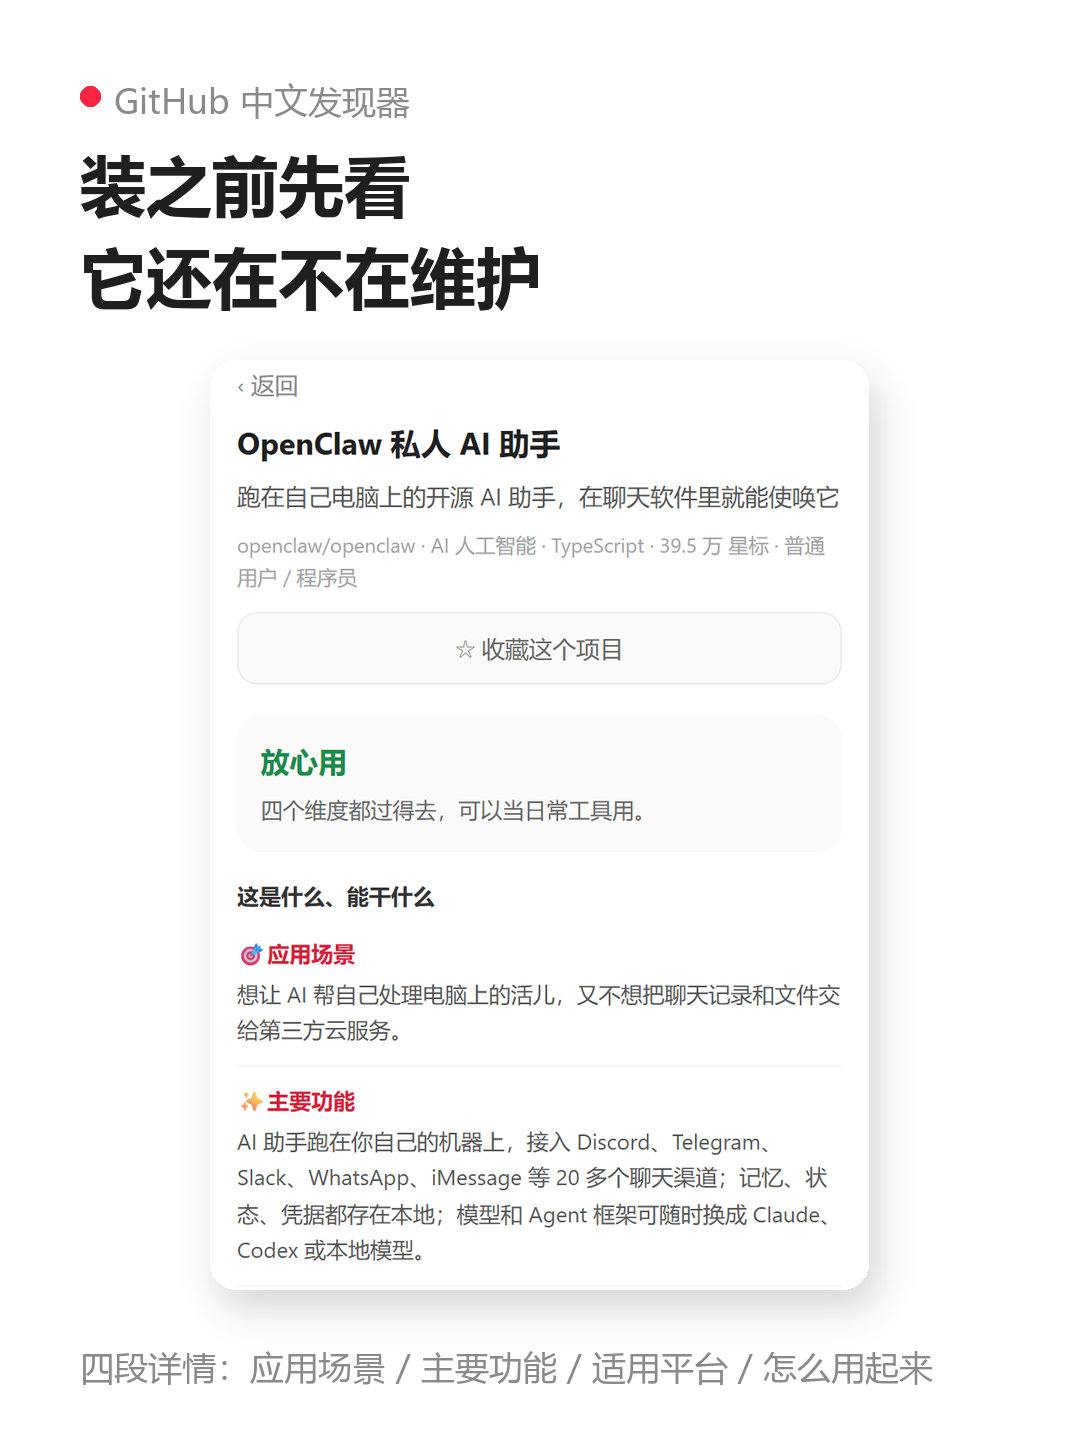 GitHub 中文发现器
装之前先看
它还在不在维护
‹ 返回
OpenClaw 私人 AI 助手
跑在自己电脑上的开源 AI 助手，在聊天软件里就能使唤它
openclaw/openclaw · AI 人工智能 · TypeScript · 39.5 万 星标 · 普通
用户 / 程序员
☆ 收藏这个项目
放心用
四个维度都过得去，可以当日常工具用。
这是什么、能干什么
🎯 应用场景
想让 AI 帮自己处理电脑上的活儿，又不想把聊天记录和文件交
给第三方云服务。
✨ 主要功能
AI 助手跑在你自己的机器上，接入 Discord、Telegram、
Slack、WhatsApp、iMessage 等 20 多个聊天渠道；记忆、状
态、凭据都存在本地；模型和 Agent 框架可随时换成 Claude、
Codex 或本地模型。
四段详情：应用场景 / 主要功能 / 适用平台 / 怎么用起来